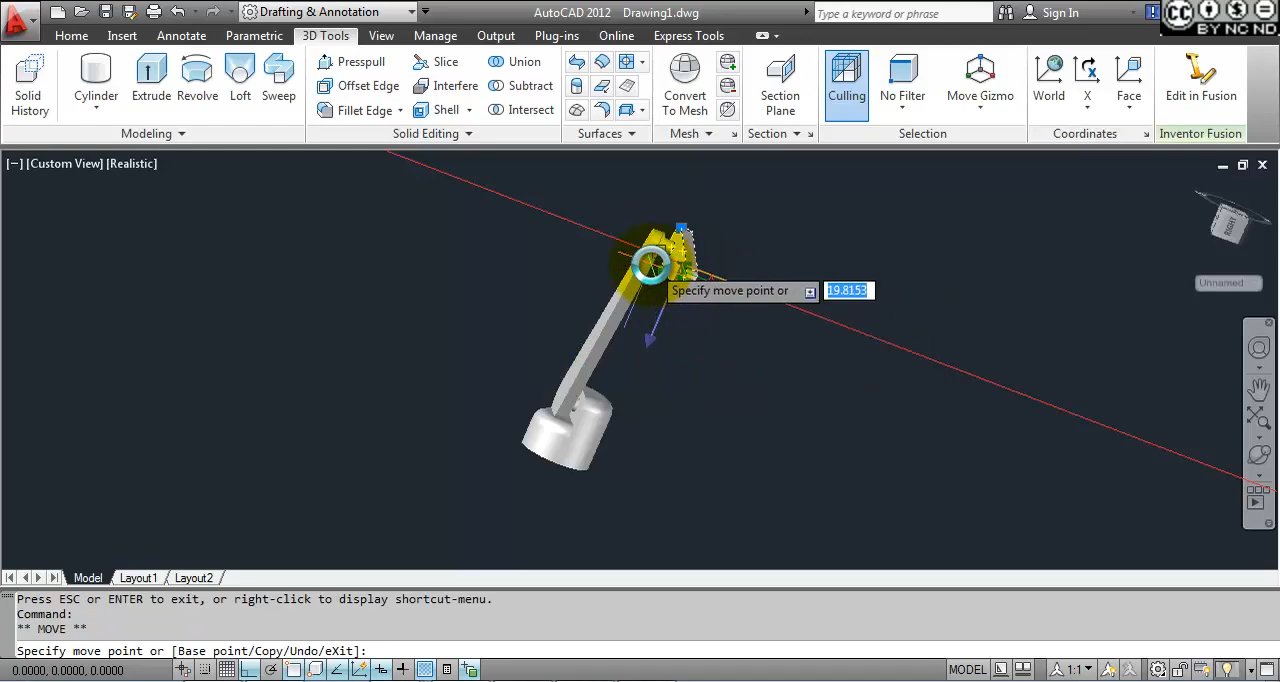 Drafting & Annotation
AutoCAD 2012 Drawing1.dwg
Type a keyword or phrase
Sign In
CC
BY NC ND
Home Insert Annotate Parametric 3D Tools View Manage Output Plug-ins Online Express Tools
Solid History
Cylinder
Extrude
Revolve
Loft
Sweep
Modeling
Presspull
Offset Edge
Fillet Edge
Slice
Interfere
Shell
Union
Subtract
Intersect
Solid Editing
Surfaces
Convert To Mesh
Mesh
Section Plane
Section
Culling
No Filter
Move Gizmo
Selection
World
X
Face
Coordinates
Edit in Fusion
Inventor Fusion
[−] [Custom View] [Realistic]
RIGHT
Unnamed
Specify move point or 19.8153
Model Layout1 Layout2
Press ESC or ENTER to exit, or right-click to display shortcut-menu.
Command:
** MOVE **
Specify move point or [Base point/Copy/Undo/eXit]:
0.0000, 0.0000, 0.0000
MODEL
1:1